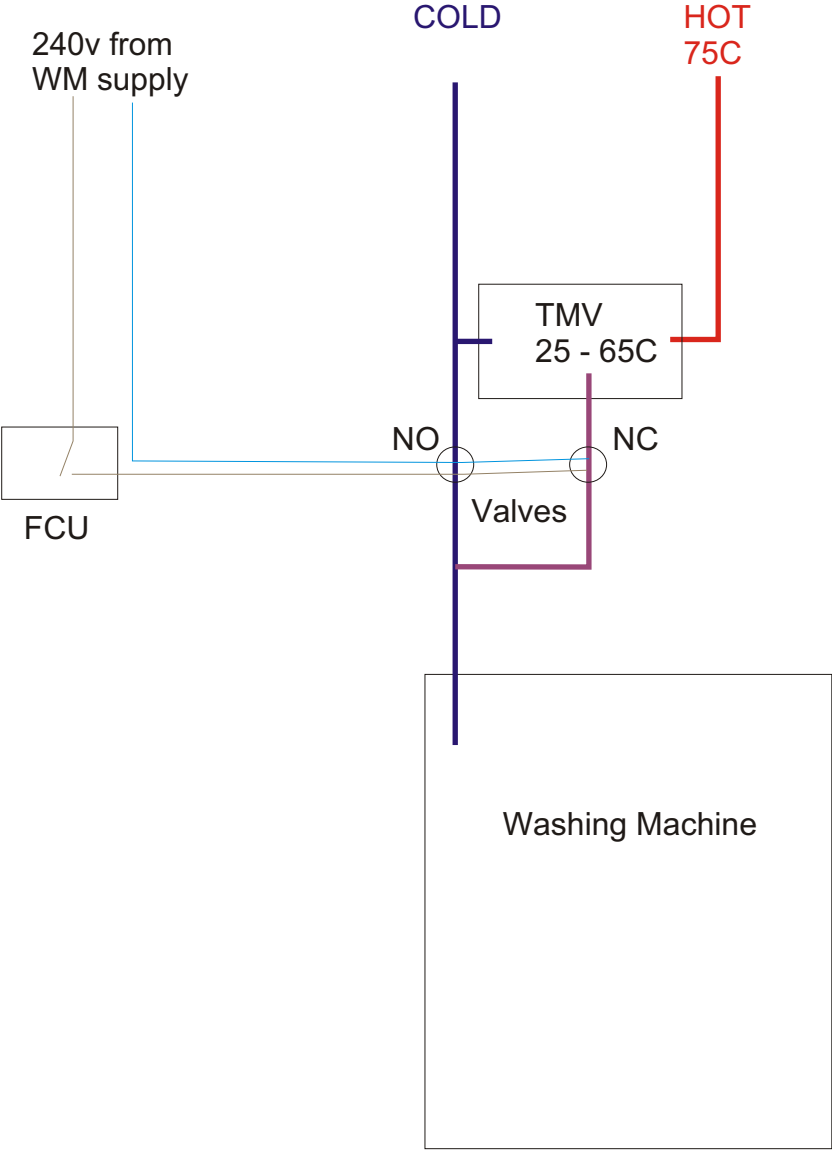 COLD
HOT
75C
240v from
WM supply
TMV
25 - 65C
NO
NC
Valves
FCU
Washing Machine